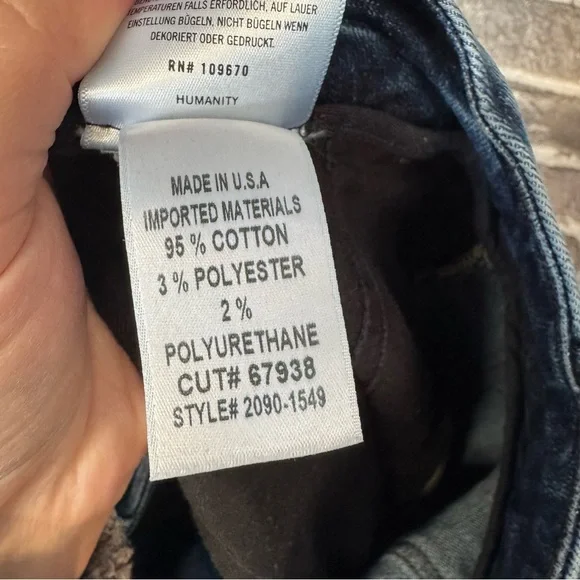 TEMPERATUREN FALLS ERFORDLICH, AUF LAUER
EINSTELLUNG BÜGELN, NICHT BÜGELN WENN
DEKORIERT ODER GEDRUCKT.
RN# 109670
HUMANITY
MADE IN U.S.A
IMPORTED MATERIALS
95 % COTTON
3 % POLYESTER
2 %
POLYURETHANE
CUT# 67938
STYLE# 2090-1549